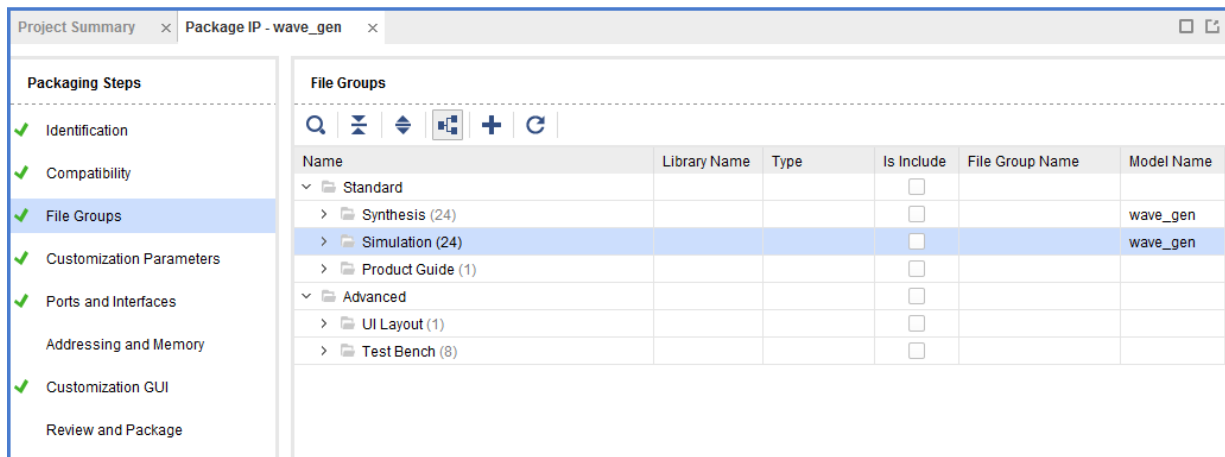 Project Summary × Package IP - wave_gen ×
Packaging Steps
Identification
Compatibility
File Groups
Customization Parameters
Ports and Interfaces
Addressing and Memory
Customization GUI
Review and Package
File Groups
Name Library Name Type Is Include File Group Name Model Name
Standard
Synthesis (24) wave_gen
Simulation (24) wave_gen
Product Guide (1)
Advanced
UI Layout (1)
Test Bench (8)